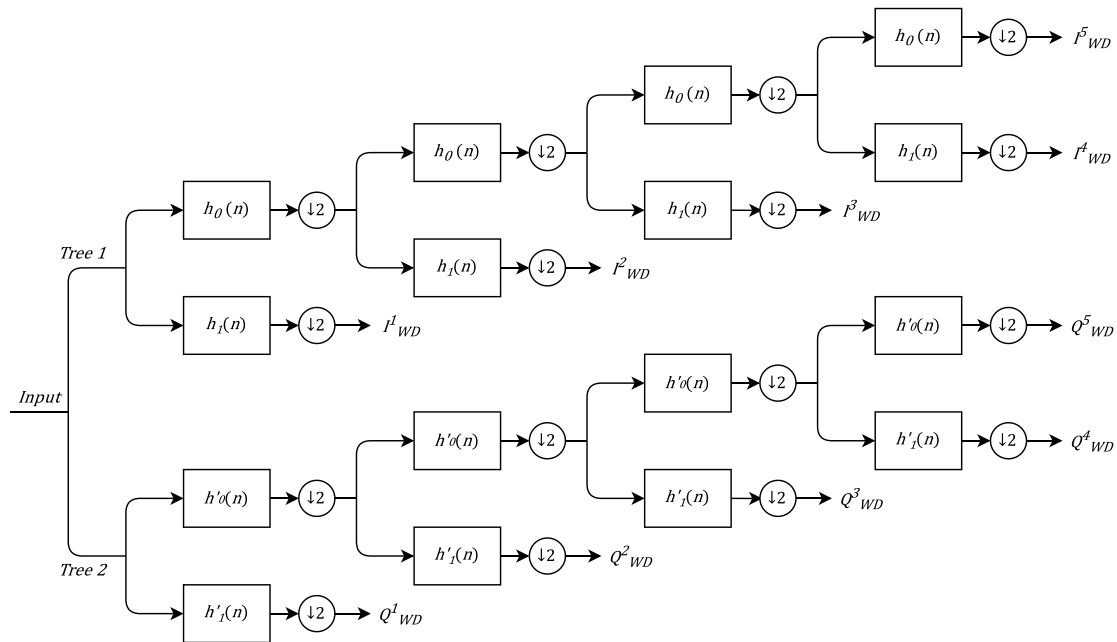 h₀(n) ↓2 I⁵WD
h₀(n) ↓2
h₀(n) ↓2 h₁(n) ↓2 I⁴WD
h₀(n) ↓2 h₁(n) ↓2 I³WD
Tree 1
h₁(n) ↓2 I²WD
h₁(n) ↓2 I¹WD
h'₀(n) ↓2 Q⁵WD
h'₀(n) ↓2
Input
h'₀(n) ↓2 h'₁(n) ↓2 Q⁴WD
h'₀(n) ↓2 h'₁(n) ↓2 Q³WD
h'₁(n) ↓2 Q²WD
Tree 2
h'₁(n) ↓2 Q¹WD